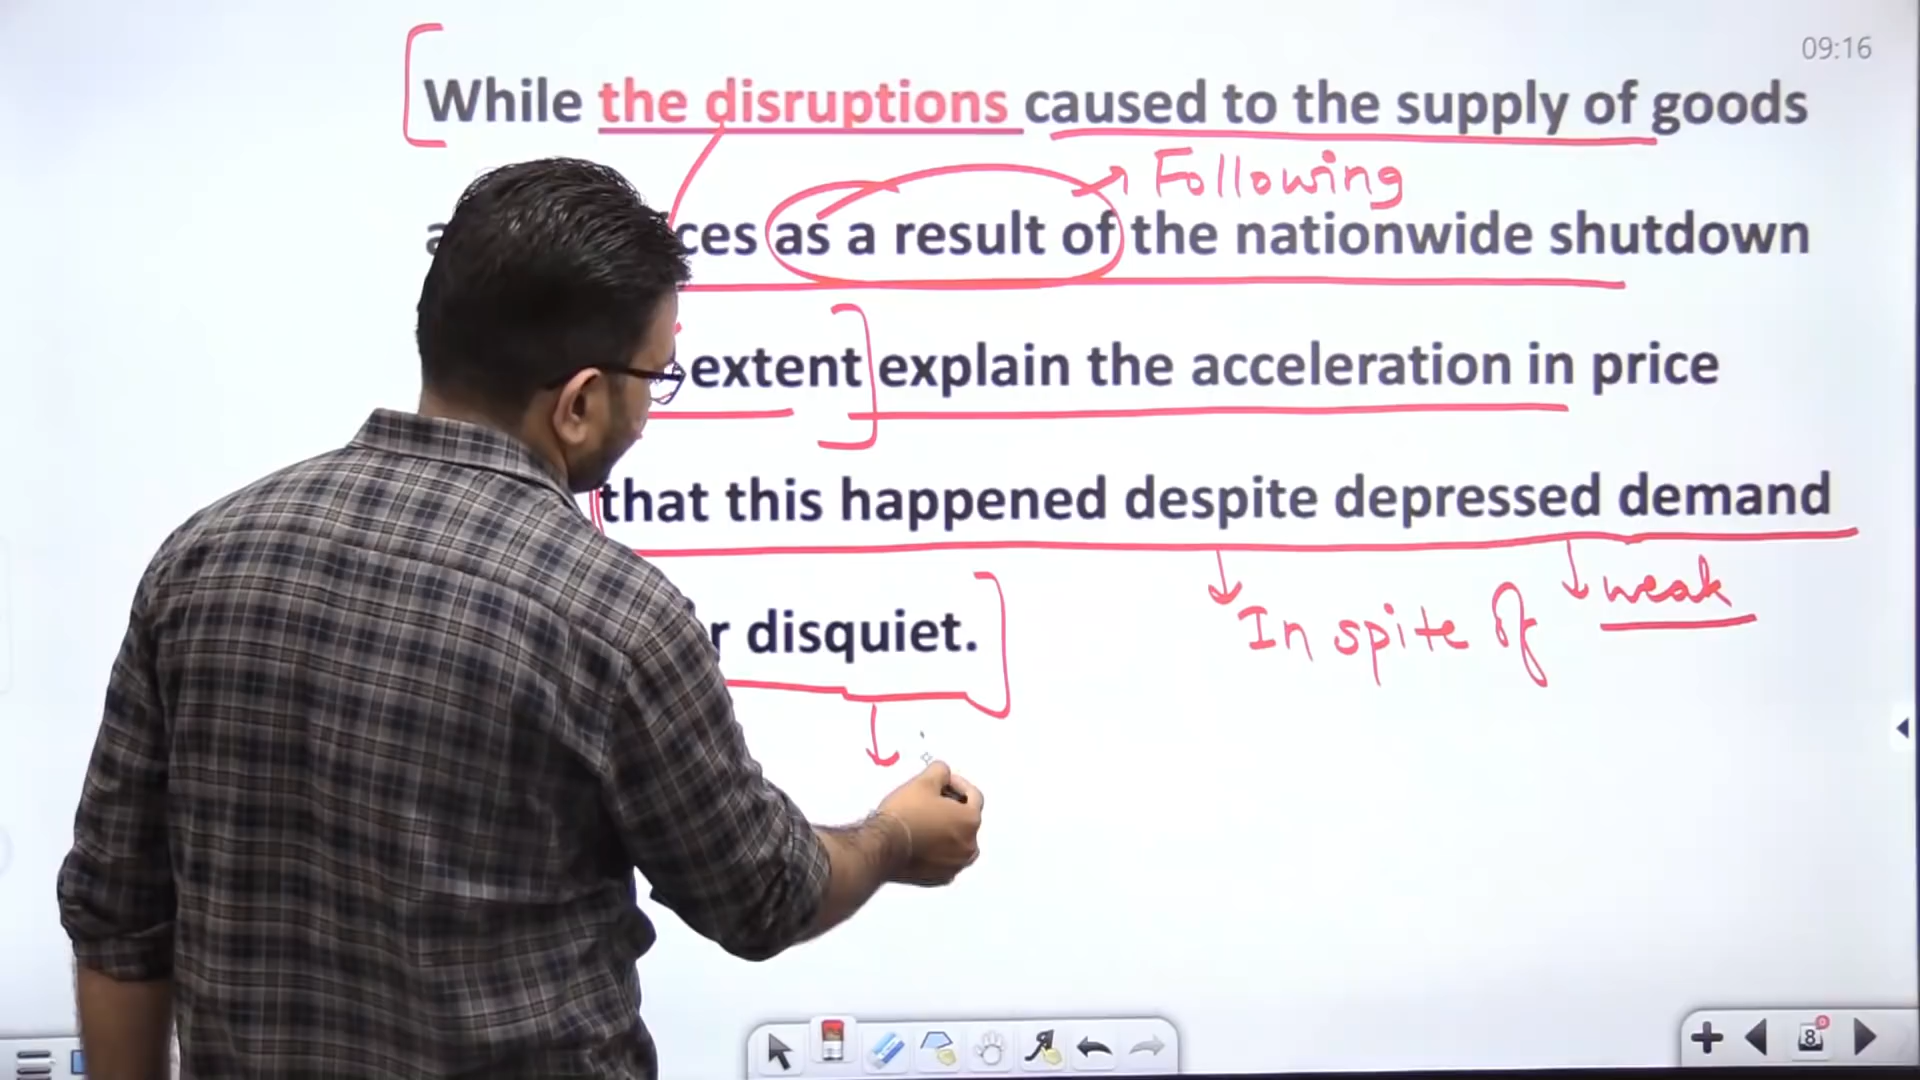 09:16
While the disruptions caused to the supply of goods
Following
as a result of the nationwide shutdown
extent explain the acceleration in price
that this happened despite depressed demand
weak
disquiet.
In spite of
8